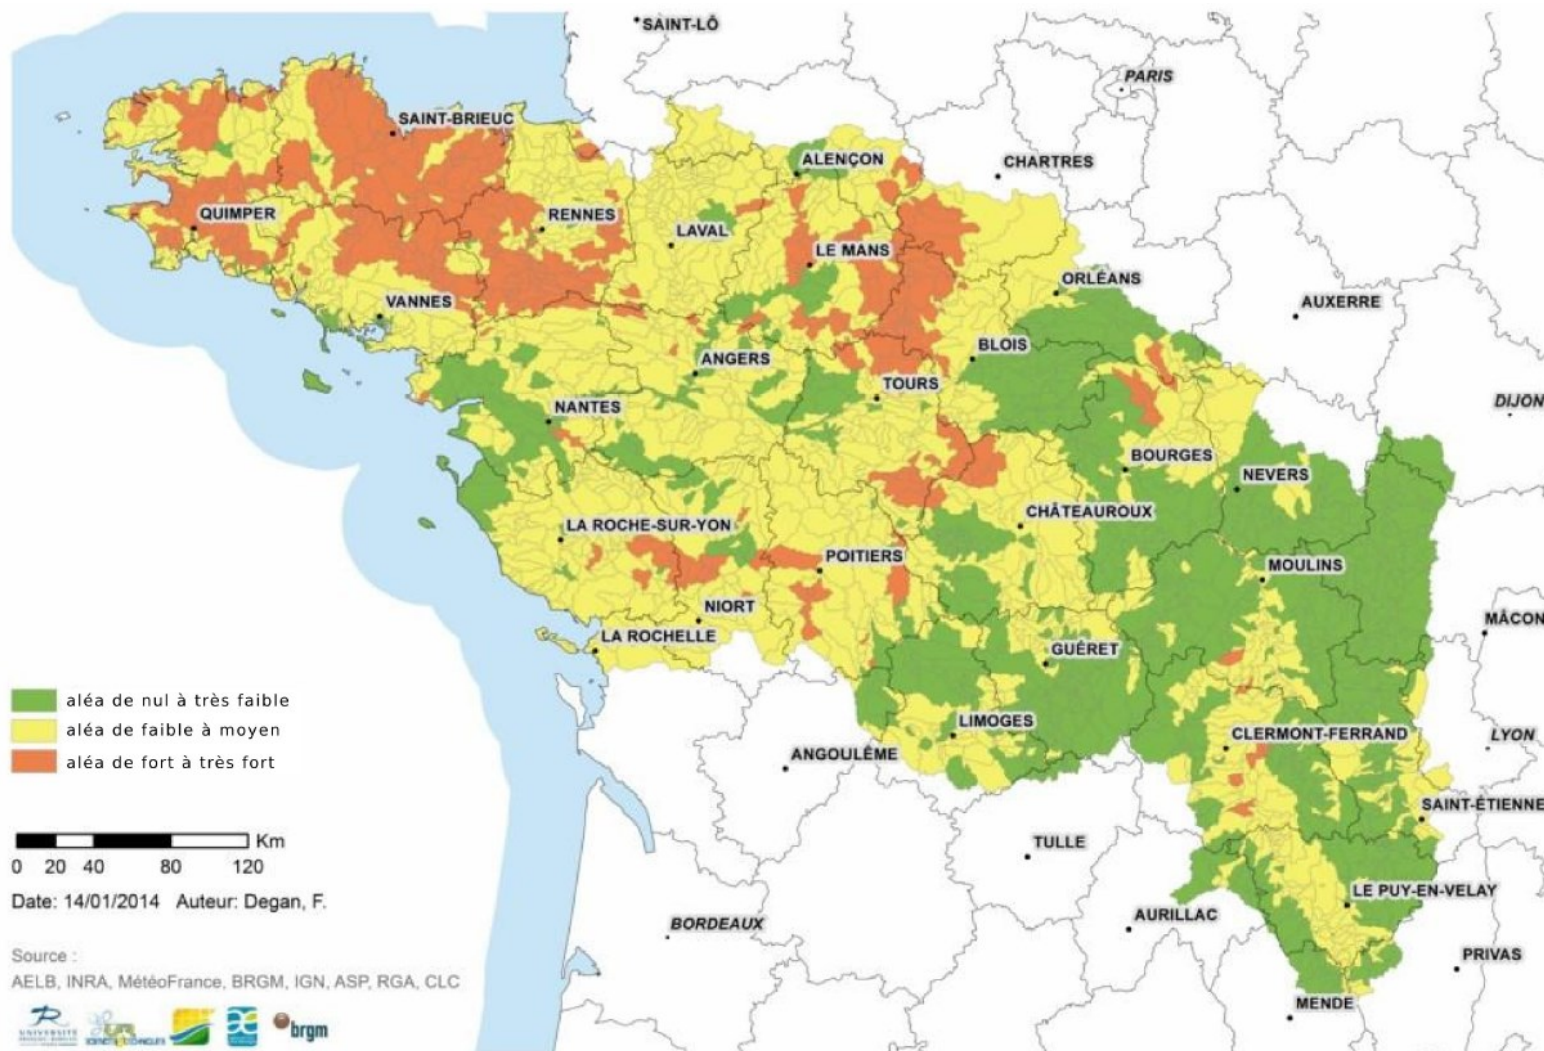 SAINT-LÔ
PARIS
SAINT-BRIEUC
ALENÇON
CHARTRES
QUIMPER
RENNES
LAVAL
LE MANS
ORLÉANS
VANNES
AUXERRE
BLOIS
ANGERS
TOURS
DIJON
NANTES
BOURGES
NEVERS
CHÂTEAUROUX
LA ROCHE-SUR-YON
POITIERS
MOULINS
NIORT
MÂCON
LA ROCHELLE
GUÉRET
LIMOGES
CLERMONT-FERRAND
LYON
ANGOULÊME
SAINT-ÉTIENNE
TULLE
LE PUY-EN-VELAY
AURILLAC
BORDEAUX
PRIVAS
MENDE
aléa de nul à très faible
aléa de faible à moyen
aléa de fort à très fort
Km
0 20 40 80 120
Date: 14/01/2014 Auteur: Degan, F.
Source :
AELB, INRA, MétéoFrance, BRGM, IGN, ASP, RGA, CLC
UNIVERSITÉ
brgm